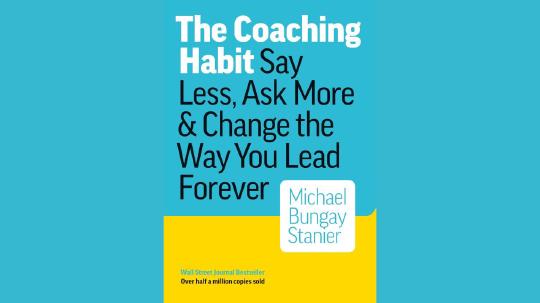 The Coaching
Habit Say
Less, Ask More
& Change the
Way You Lead
Forever
Michael
Bungay
Stanier
Wall Street Journal Bestseller
Over half a million copies sold